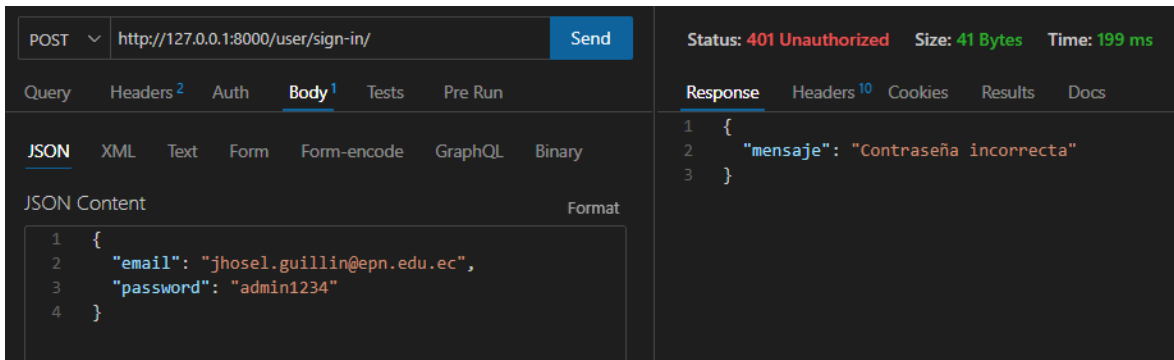 POST http://127.0.0.1:8000/user/sign-in/ Send
Query Headers 2 Auth Body 1 Tests Pre Run
JSON XML Text Form Form-encode GraphQL Binary
JSON Content Format
1 {
2 "email": "jhosel.guillin@epn.edu.ec",
3 "password": "admin1234"
4 }
Status: 401 Unauthorized Size: 41 Bytes Time: 199 ms
Response Headers 10 Cookies Results Docs
1 {
2 "mensaje": "Contraseña incorrecta"
3 }